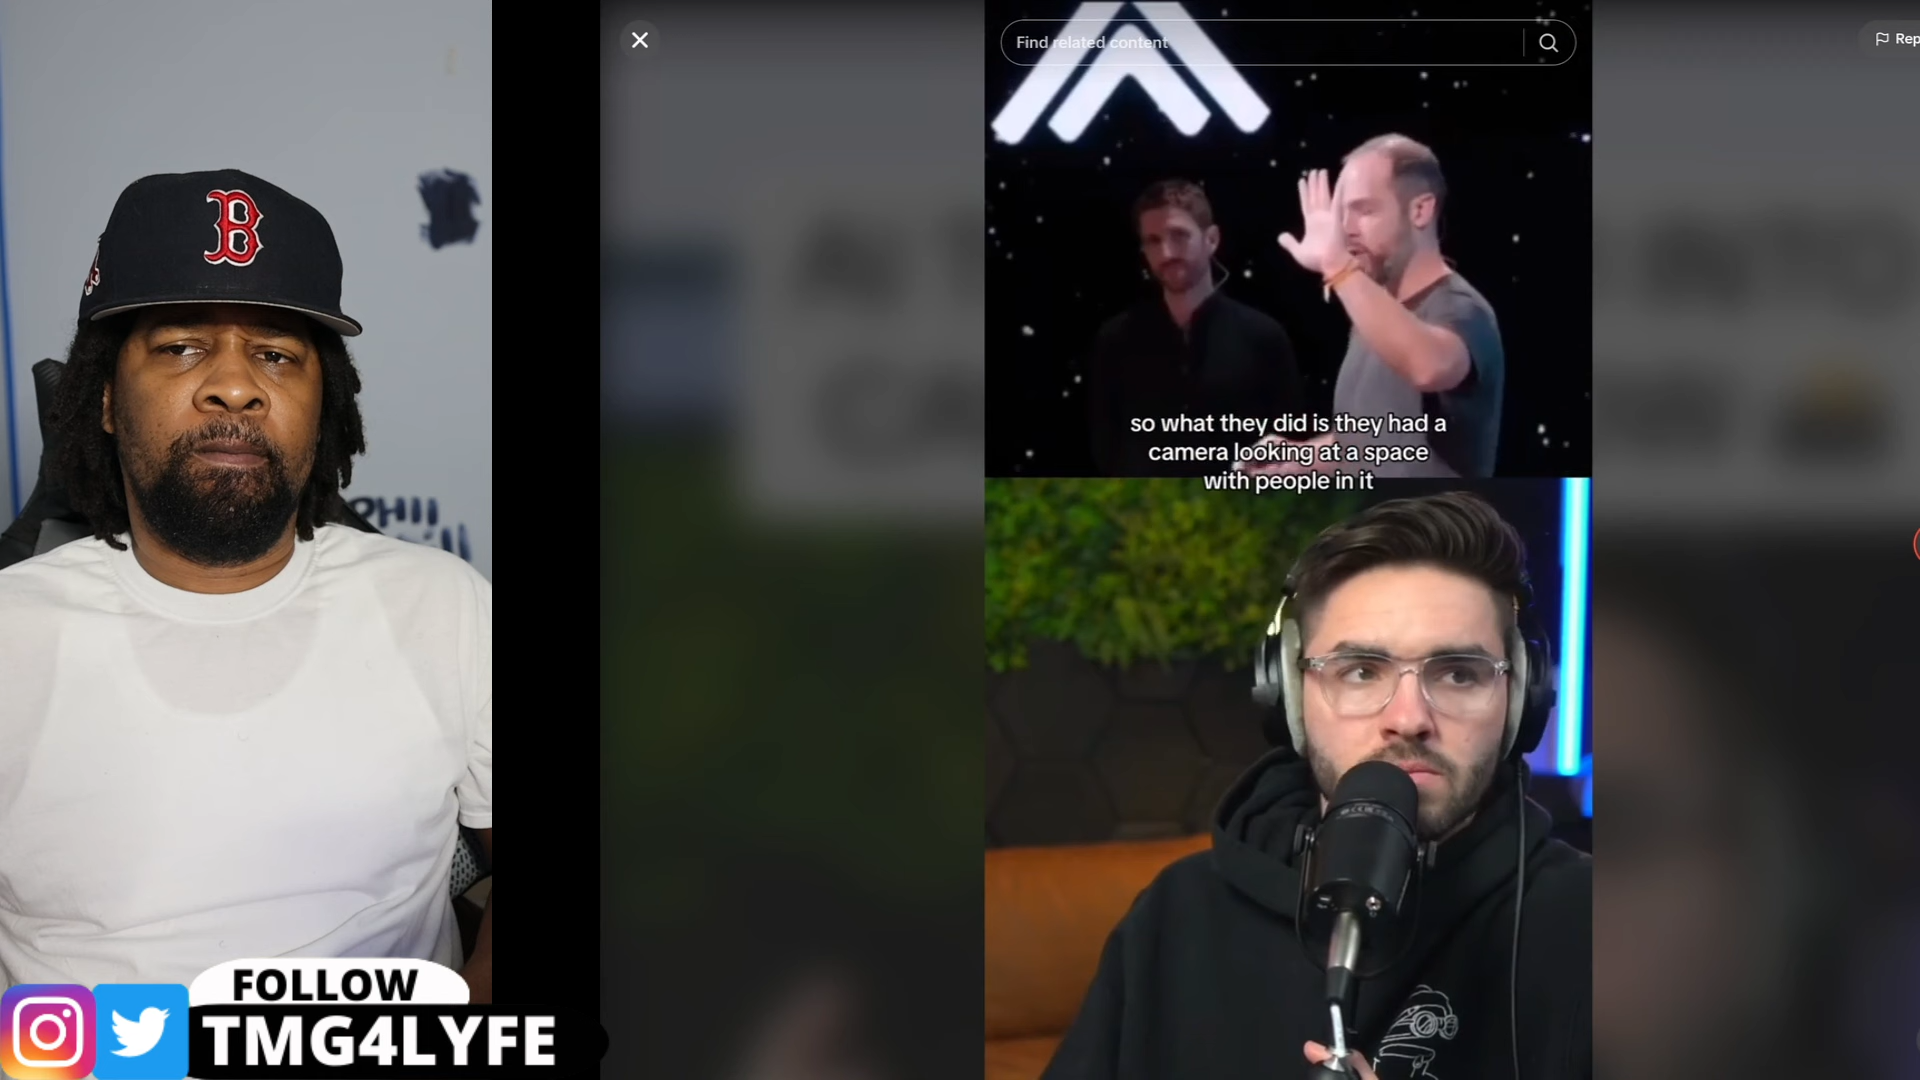 B
Find related content
Rep
so what they did is they had a
camera looking at a space
with people in it
FOLLOW
TMG4LYFE